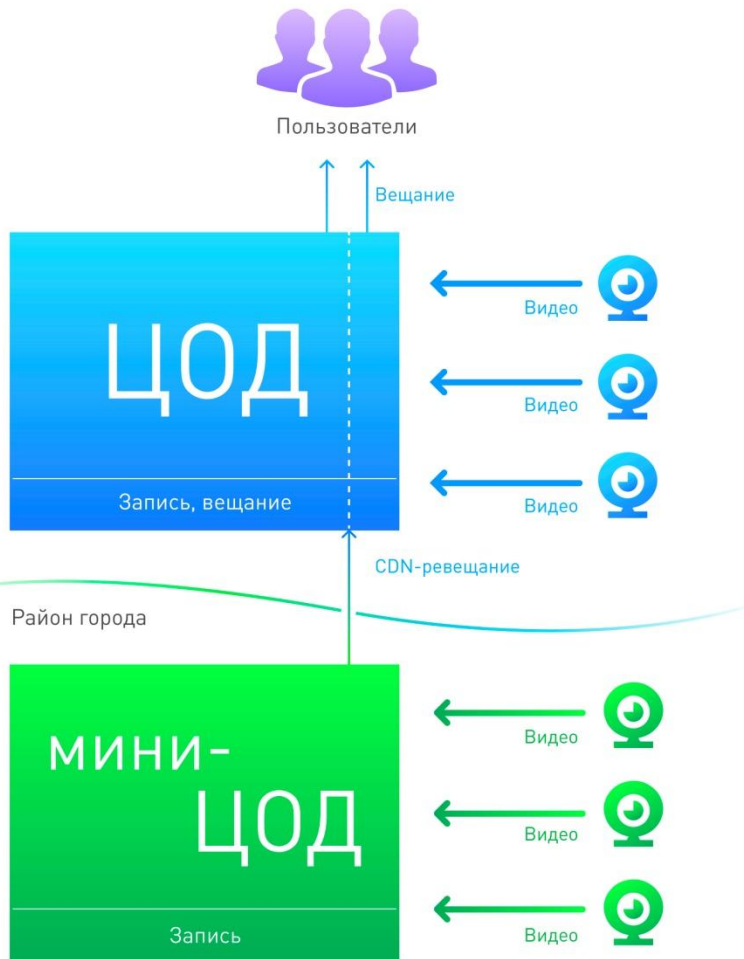 Пользователи
Вещание
ЦОД
Видео
Видео
Видео
Запись, вещание
CDN-ревещание
Район города
мини-
ЦОД
Видео
Видео
Видео
Запись